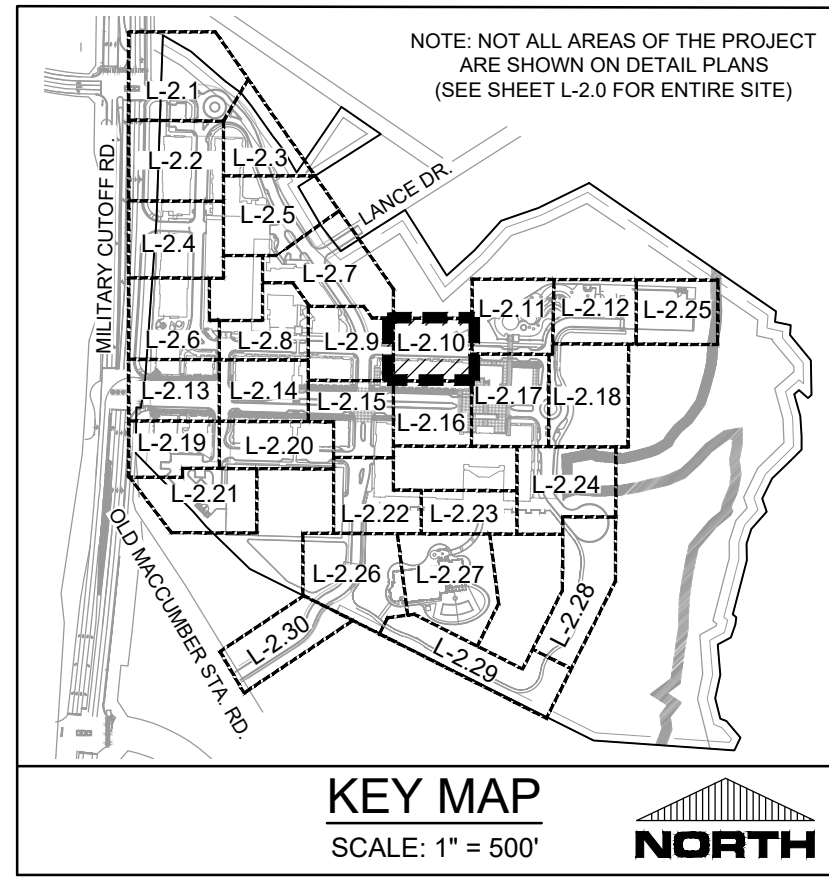 NOTE: NOT ALL AREAS OF THE PROJECT
ARE SHOWN ON DETAIL PLANS
(SEE SHEET L-2.0 FOR ENTIRE SITE)
MILITARY CUTOFF RD.
LANCE DR.
OLD MACCUMBER STA. RD.
L-2.1
L-2.2
L-2.3
L-2.4
L-2.5
L-2.6
L-2.7
L-2.8
L-2.9
L-2.10
L-2.11
L-2.12
L-2.25
L-2.13
L-2.14
L-2.15
L-2.16
L-2.17
L-2.18
L-2.19
L-2.20
L-2.21
L-2.22
L-2.23
L-2.24
L-2.26
L-2.27
L-2.28
L-2.29
L-2.30
KEY MAP
SCALE: 1" = 500'
NORTH